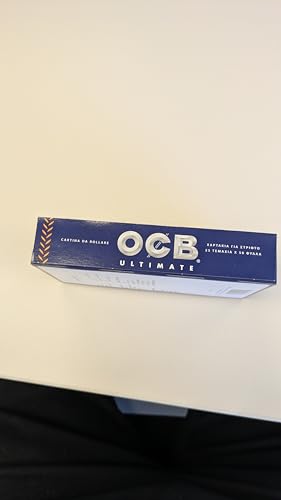 CARTINA DA ROLLARE
OCB
ULTIMATE
ΧΑΡΤΑΚΙΑ ΓΙΑ ΣΤΡΙΦΤΟ
25 ΤΕΜΑΧΙΑ x 50 ΦΥΛΛΑ